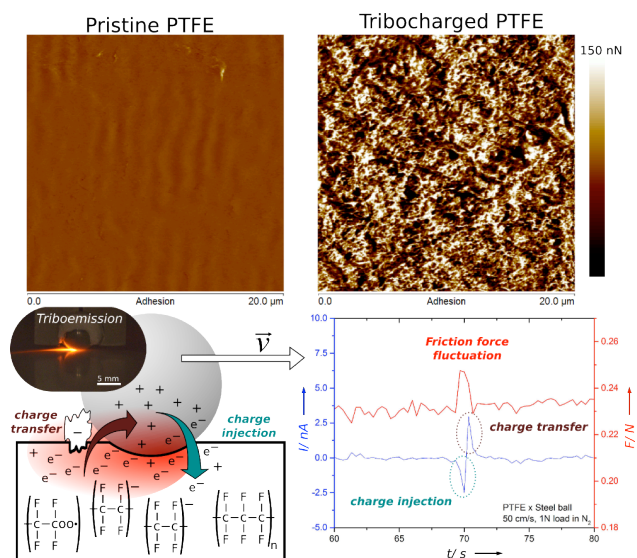 Pristine PTFE
Tribocharged PTFE
150 nN
0.0
Adhesion
20.0 µm
0.0
Adhesion
20.0 µm
Triboemission
5 mm
v
charge
transfer
charge
injection
+ + + + + + + + +
−
e⁻ e⁻ e⁻ e⁻ e⁻ e⁻ e⁻ e⁻ e⁻
F F
C C COO•
F F
F F −
C C
F F
F F −
C C
F F
F F F
C C C
F F F n
10.0
7.5
5.0
2.5
0.0
-2.5
-5.0
I/ nA
Friction force
fluctuation
charge transfer
charge injection
PTFE x Steel ball
50 cm/s, 1N load in N₂
0.26
0.24
0.22
0.20
0.18
F/ N
60 65 70 75 80
t/ s